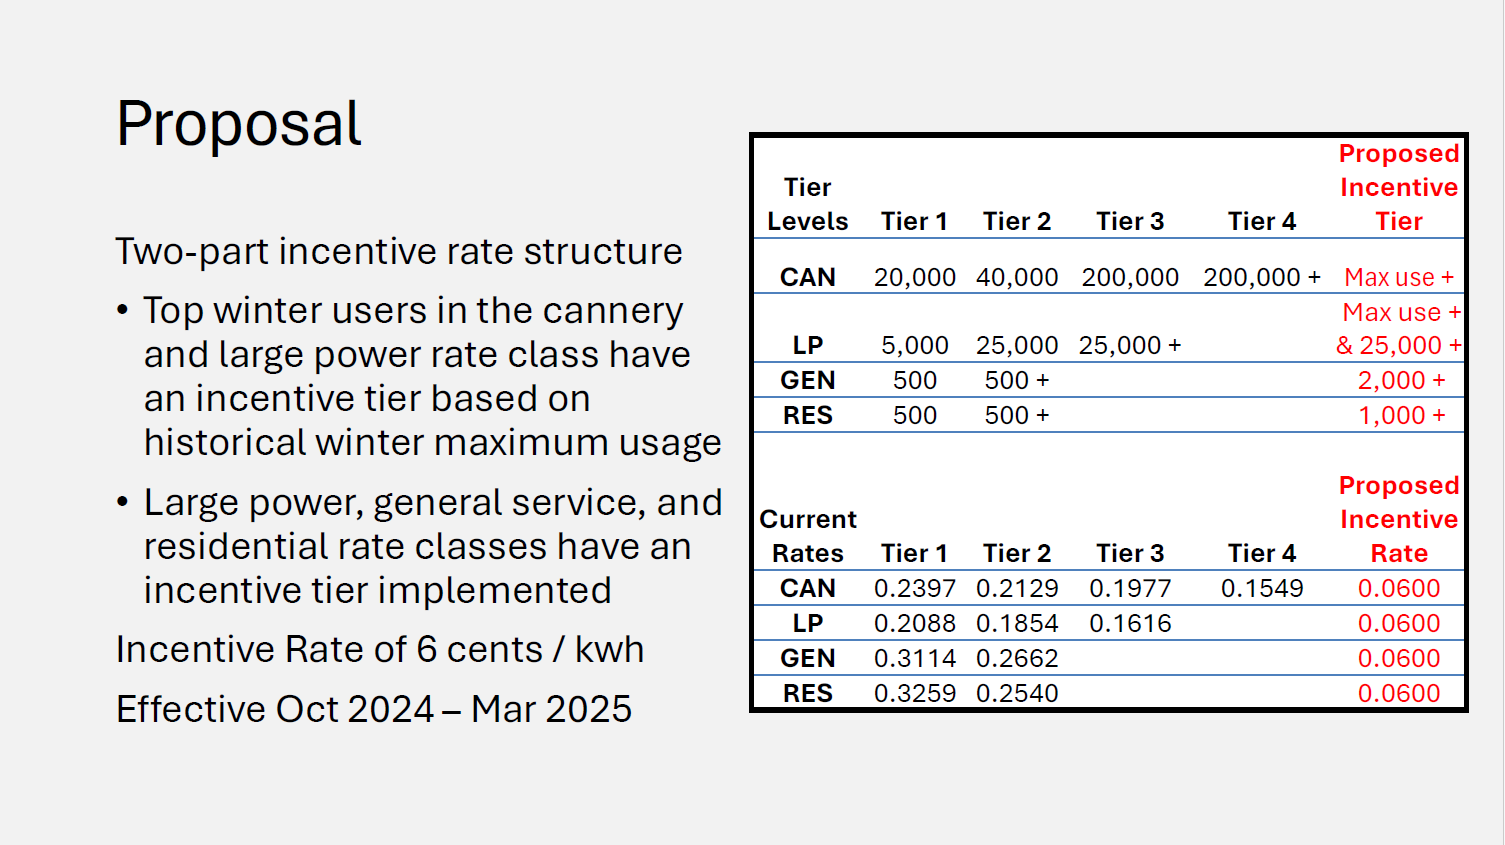 Proposal
Two-part incentive rate structure
• Top winter users in the cannery
and large power rate class have
an incentive tier based on
historical winter maximum usage
• Large power, general service, and
residential rate classes have an
incentive tier implemented
Incentive Rate of 6 cents / kwh
Effective Oct 2024 – Mar 2025
Proposed
Tier Incentive
Levels Tier 1 Tier 2 Tier 3 Tier 4 Tier
CAN 20,000 40,000 200,000 200,000 + Max use +
Max use +
LP 5,000 25,000 25,000 + & 25,000 +
GEN 500 500 + 2,000 +
RES 500 500 + 1,000 +
Proposed
Current Incentive
Rates Tier 1 Tier 2 Tier 3 Tier 4 Rate
CAN 0.2397 0.2129 0.1977 0.1549 0.0600
LP 0.2088 0.1854 0.1616 0.0600
GEN 0.3114 0.2662 0.0600
RES 0.3259 0.2540 0.0600